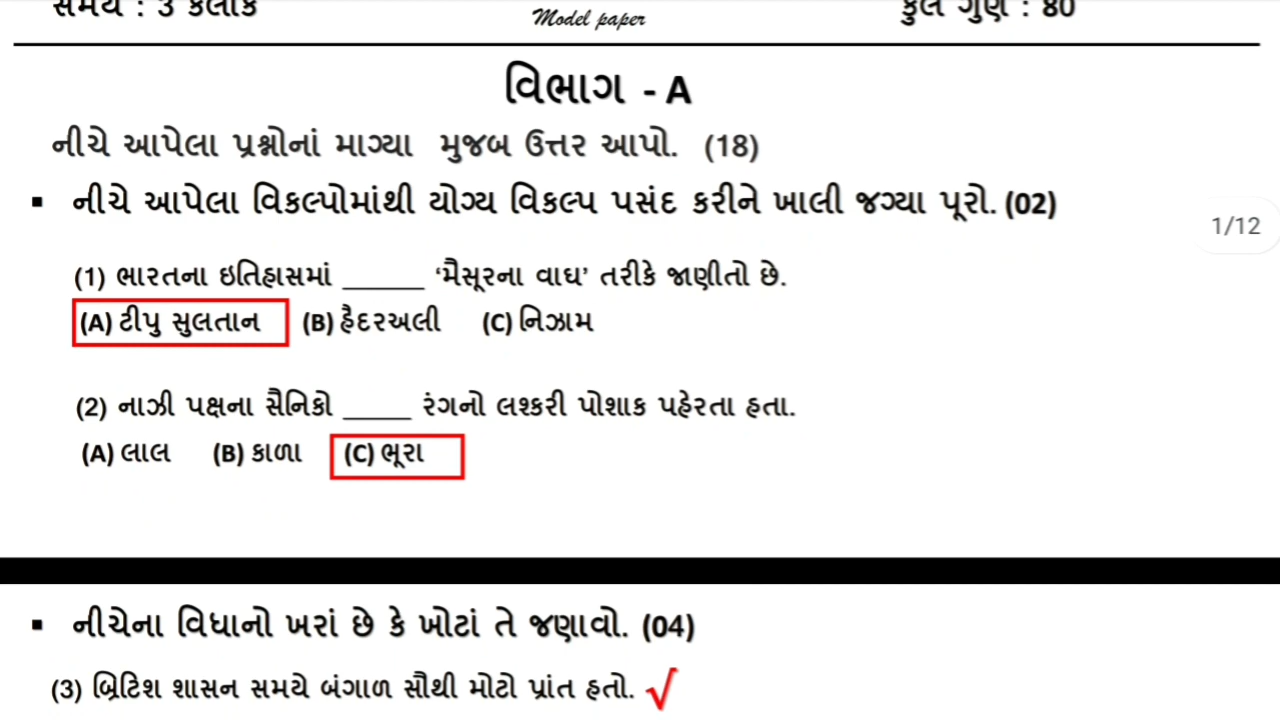 સમય : 3 કલાક
Model paper
કુલ ગુણ : 80
વિભાગ - A
નીચે આપેલા પ્રશ્નોનાં માગ્યા મુજબ ઉત્તર આપો. (18)
▪ નીચે આપેલા વિકલ્પોમાંથી યોગ્ય વિકલ્પ પસંદ કરીને ખાલી જગ્યા પૂરો. (02)
1/12
(1) ભારતના ઇતિહાસમાં ______ ‘મૈસૂરના વાઘ’ તરીકે જાણીતો છે.
(A) ટીપુ સુલતાન (B) હૈદરઅલી (C) નિઝામ
(2) નાઝી પક્ષના સૈનિકો _____ રંગનો લશ્કરી પોશાક પહેરતા હતા.
(A) લાલ (B) કાળા (C) ભૂરા
▪ નીચેના વિધાનો ખરાં છે કે ખોટાં તે જણાવો. (04)
(3) બ્રિટિશ શાસન સમયે બંગાળ સૌથી મોટો પ્રાંત હતો. √